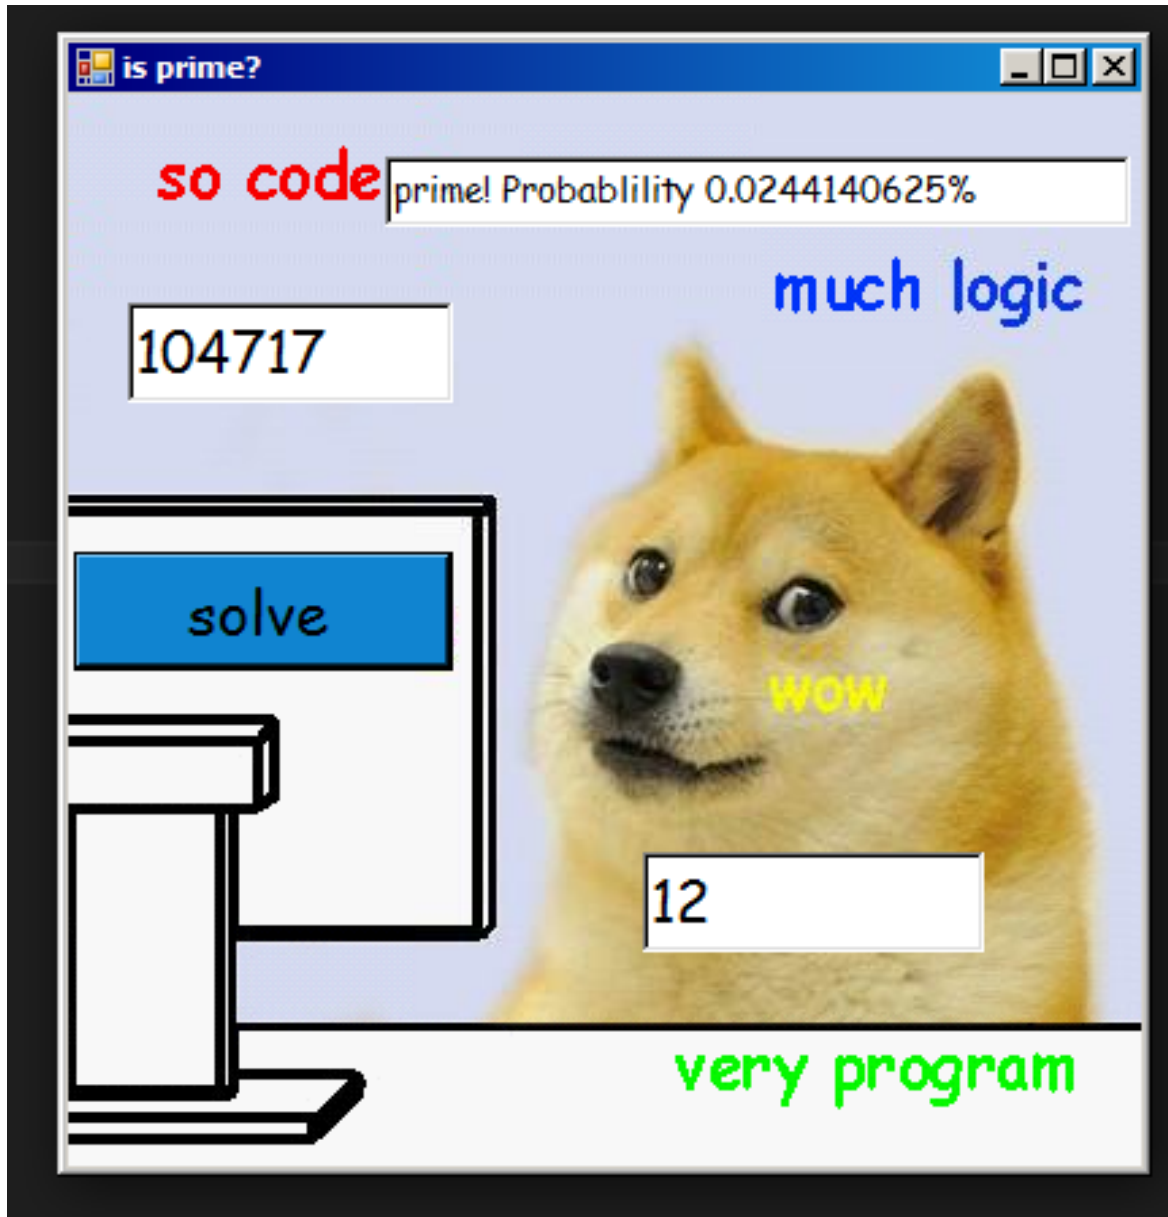 is prime?
so code
prime! Probablility 0.0244140625%
much logic
104717
solve
wow
12
very program